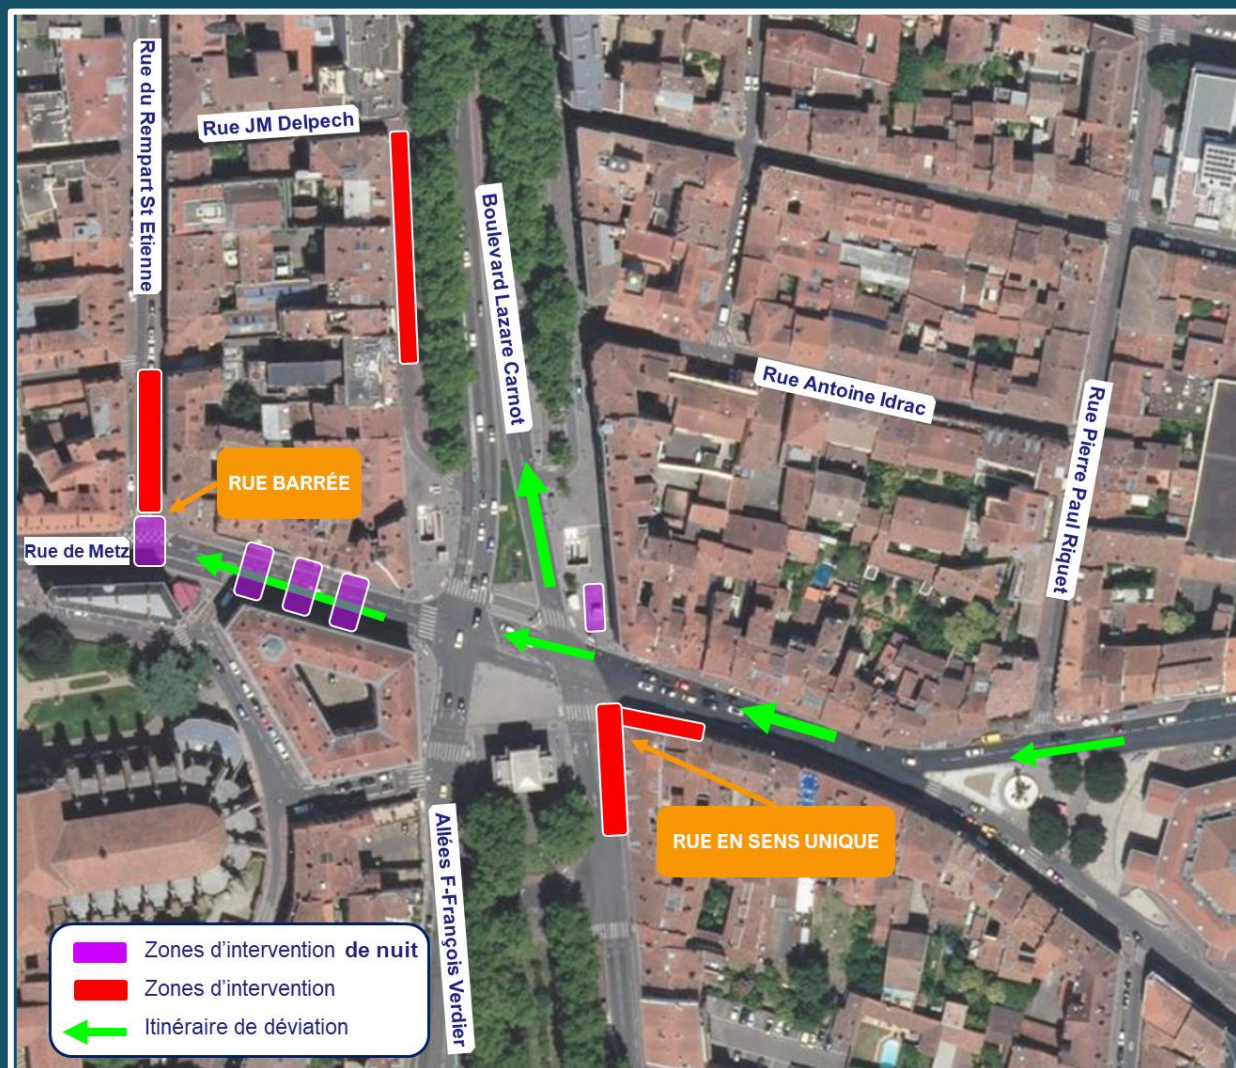 Rue du Rempart St Etienne
Rue JM Delpech
Boulevard Lazare Carnot
Rue Antoine Idrac
Rue Pierre Paul Riquet
RUE BARRÉE
Rue de Metz
RUE EN SENS UNIQUE
Allées F-François Verdier
Zones d'intervention de nuit
Zones d'intervention
Itinéraire de déviation